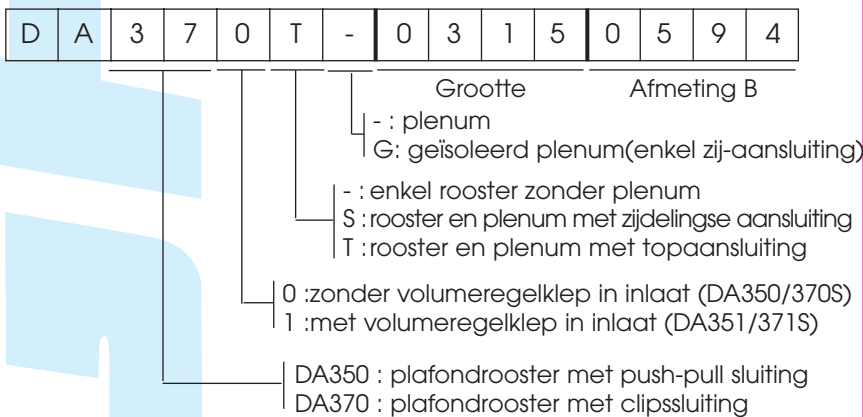 D A 3 7 0 T - 0 3 1 5 0 5 9 4
Grootte Afmeting B
- : plenum
G: geïsoleerd plenum(enkel zij-aansluiting)
- : enkel rooster zonder plenum
S : rooster en plenum met zijdelingse aansluiting
T : rooster en plenum met topaansluiting
0 :zonder volumeregelklep in inlaat (DA350/370S)
1 :met volumeregelklep in inlaat (DA351/371S)
DA350 : plafondrooster met push-pull sluiting
DA370 : plafondrooster met clipssluiting